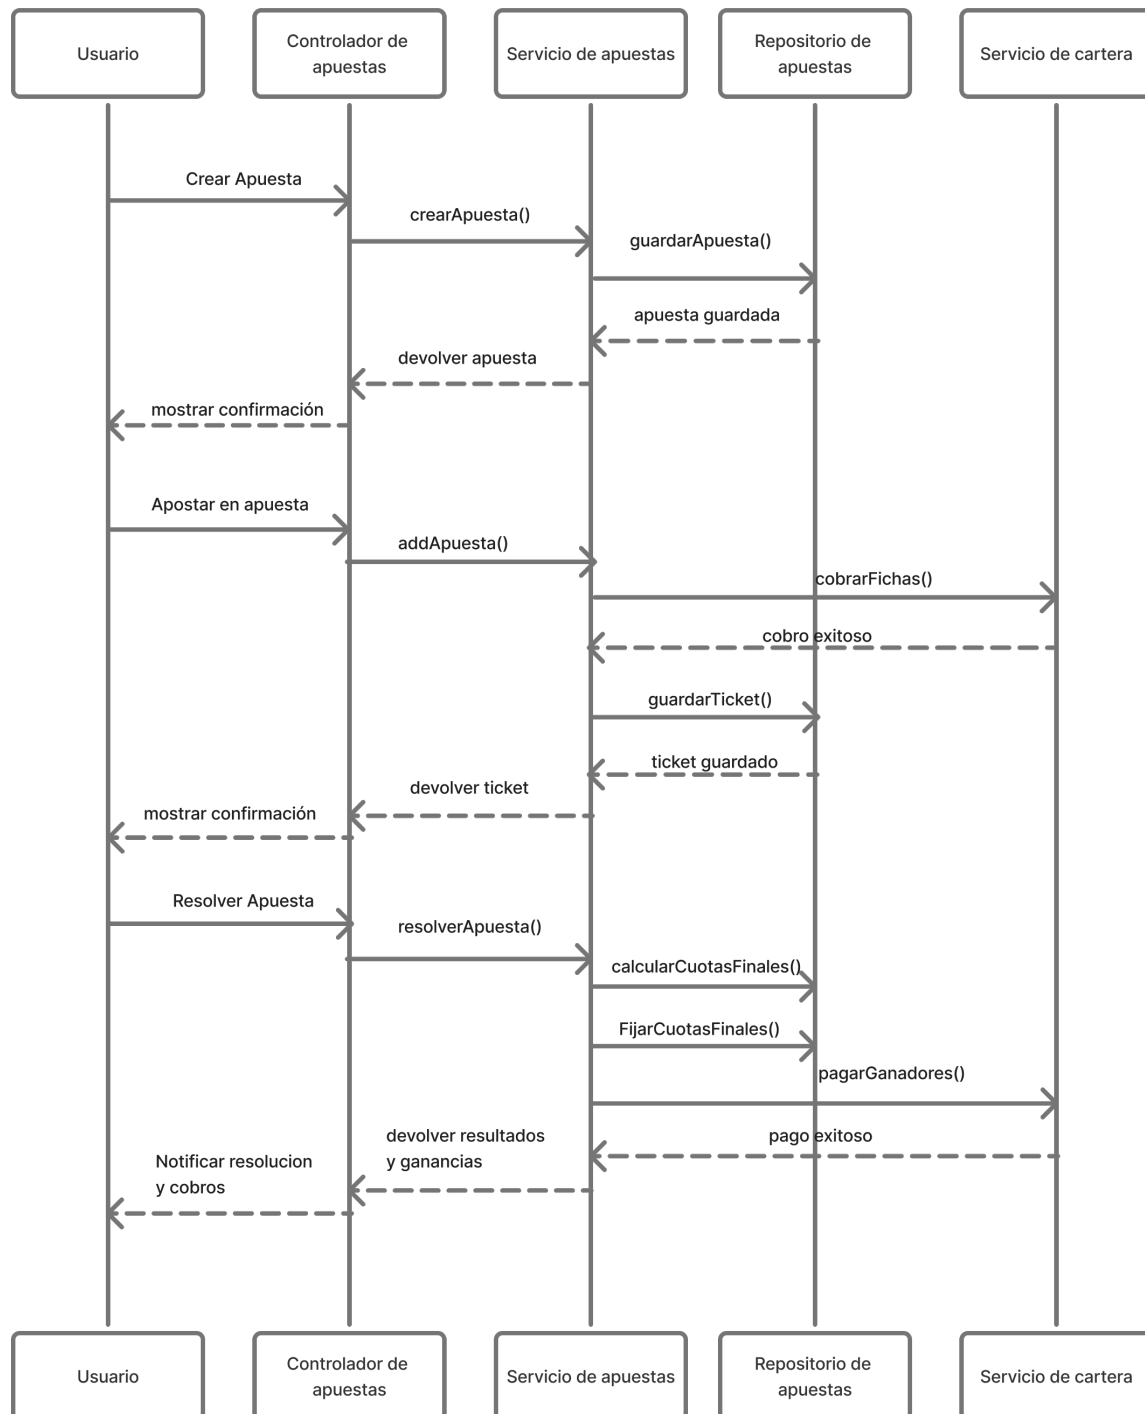 Usuario
Controlador de
apuestas
Servicio de apuestas
Repositorio de
apuestas
Servicio de cartera
Crear Apuesta
crearApuesta()
guardarApuesta()
apuesta guardada
devolver apuesta
mostrar confirmación
Apostar en apuesta
addApuesta()
cobrarFichas()
cobro exitoso
guardarTicket()
ticket guardado
devolver ticket
mostrar confirmación
Resolver Apuesta
resolverApuesta()
calcularCuotasFinales()
FijarCuotasFinales()
pagarGanadores()
pago exitoso
devolver resultados
y ganancias
Notificar resolucion
y cobros
Usuario
Controlador de
apuestas
Servicio de apuestas
Repositorio de
apuestas
Servicio de cartera